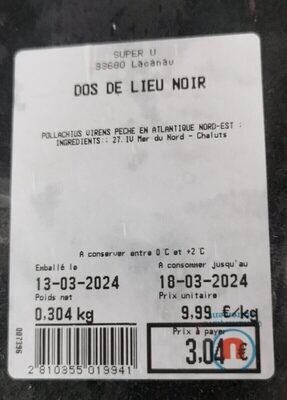 SUPER U
33680 Lacanau
DOS DE LIEU NOIR
POLLACHIUS VIRENS PECHE EN ATLANTIQUE NORD-EST :
INGREDIENTS:: 27.IV Mer du Nord - Chaluts
A conserver entre 0°C et +2°C
Emballé le A consommer jusqu'au
13-03-2024 18-03-2024
Poids net Prix unitaire
0,304 kg 9,99 €/kg
Prix à payer
3,04 €
2 810355 019941